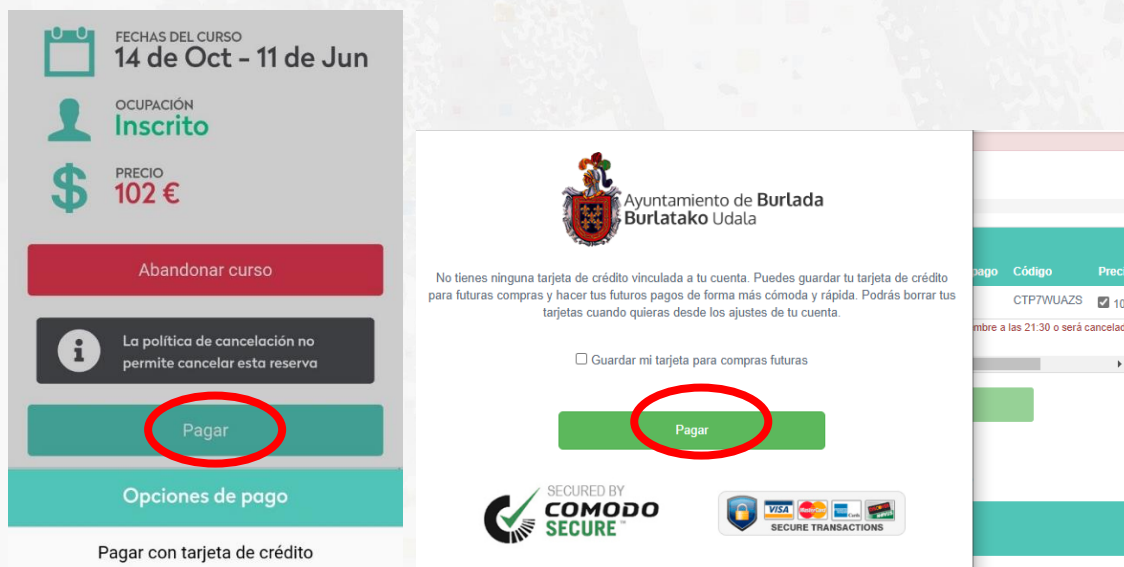 FECHAS DEL CURSO
14 de Oct - 11 de Jun
OCUPACIÓN
Inscrito
PRECIO
102 €
Abandonar curso
La política de cancelación no
permite cancelar esta reserva
Pagar
Opciones de pago
Pagar con tarjeta de crédito
Ayuntamiento de Burlada
Burlatako Udala
No tienes ninguna tarjeta de crédito vinculada a tu cuenta. Puedes guardar tu tarjeta de crédito
para futuras compras y hacer tus futuros pagos de forma más cómoda y rápida. Podrás borrar tus
tarjetas cuando quieras desde los ajustes de tu cuenta.
Guardar mi tarjeta para compras futuras
Pagar
SECURED BY
COMODO
SECURE™
VISA
SECURE TRANSACTIONS
pago Código Preci
CTP7WUAZS 10
mbre a las 21:30 o será cancelad